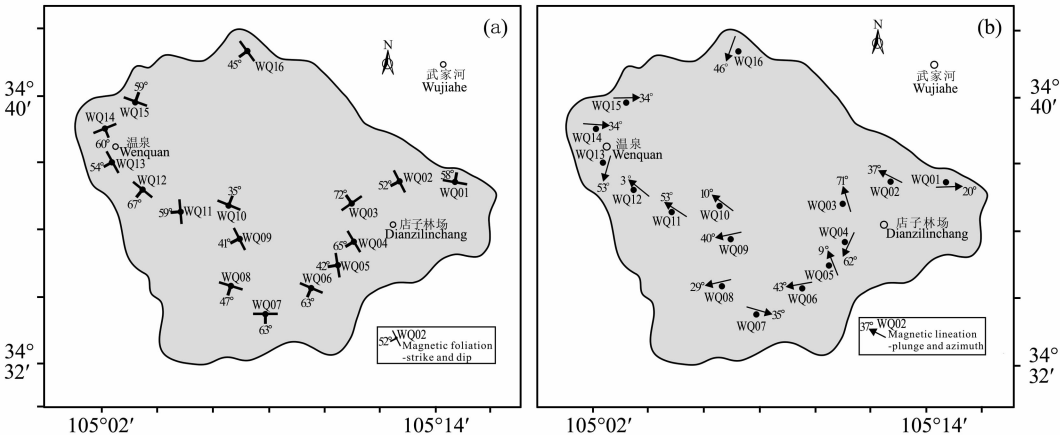 (a)
N
武家河
Wujiahe
34°
40′
45°
WQ16
59°
WQ15
WQ14
60°
温泉
Wenquan
WQ13
54°
WQ12
67°
59°
WQ11
35°
WQ10
41°
WQ09
WQ08
47°
WQ07
63°
WQ06
63°
42°
WQ05
65°
WQ04
72°
WQ03
52°
WQ02
58°
WQ01
店子林场
Dianzilinchang
WQ02
52°
Magnetic foliation
-strike and dip
34°
32′
105°02′
105°14′
(b)
N
武家河
Wujiahe
34°
40′
46°
WQ16
WQ15
34°
WQ14
34°
温泉
Wenquan
WQ13
53°
3°
WQ12
53°
WQ11
10°
WQ10
40°
WQ09
29°
WQ08
WQ07
35°
43°
WQ06
9°
WQ05
WQ04
62°
71°
WQ03
37°
WQ02
WQ01
20°
店子林场
Dianzilinchang
37°
WQ02
Magnetic lineation
-plunge and azimuth
34°
32′
105°02′
105°14′